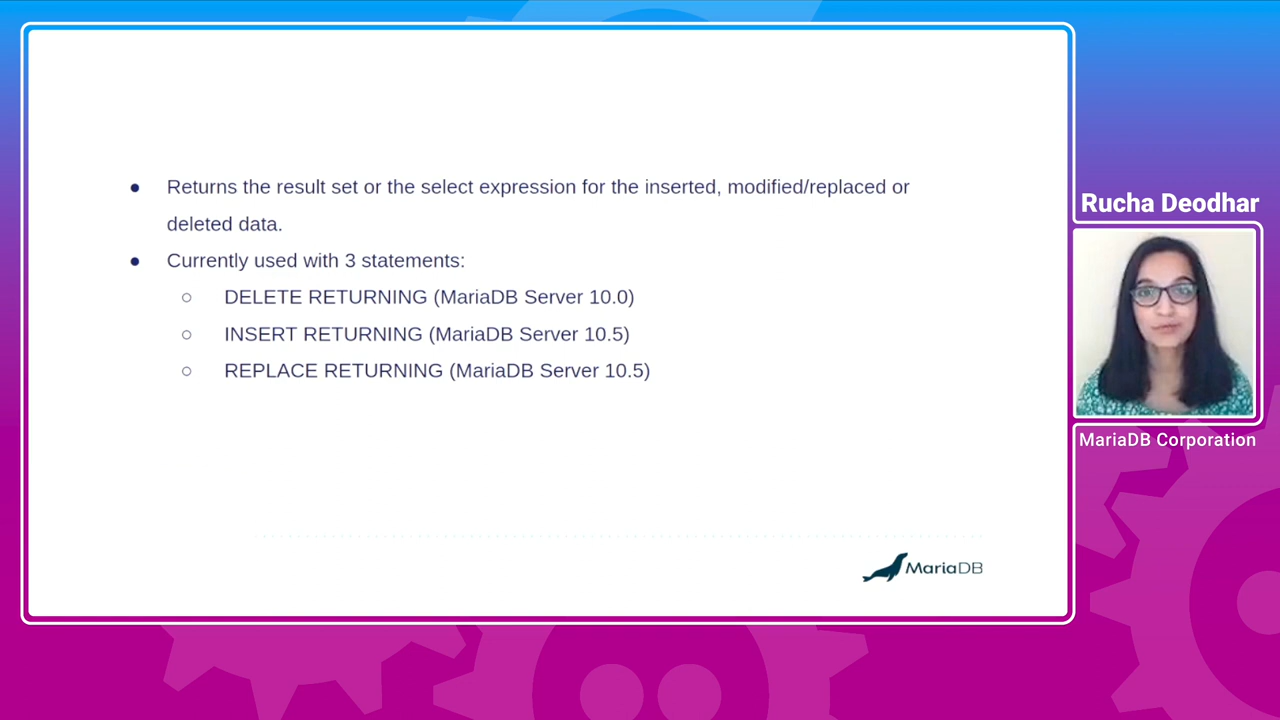 ● Returns the result set or the select expression for the inserted, modified/replaced or
deleted data.
● Currently used with 3 statements:
○ DELETE RETURNING (MariaDB Server 10.0)
○ INSERT RETURNING (MariaDB Server 10.5)
○ REPLACE RETURNING (MariaDB Server 10.5)
MariaDB
Rucha Deodhar
MariaDB Corporation